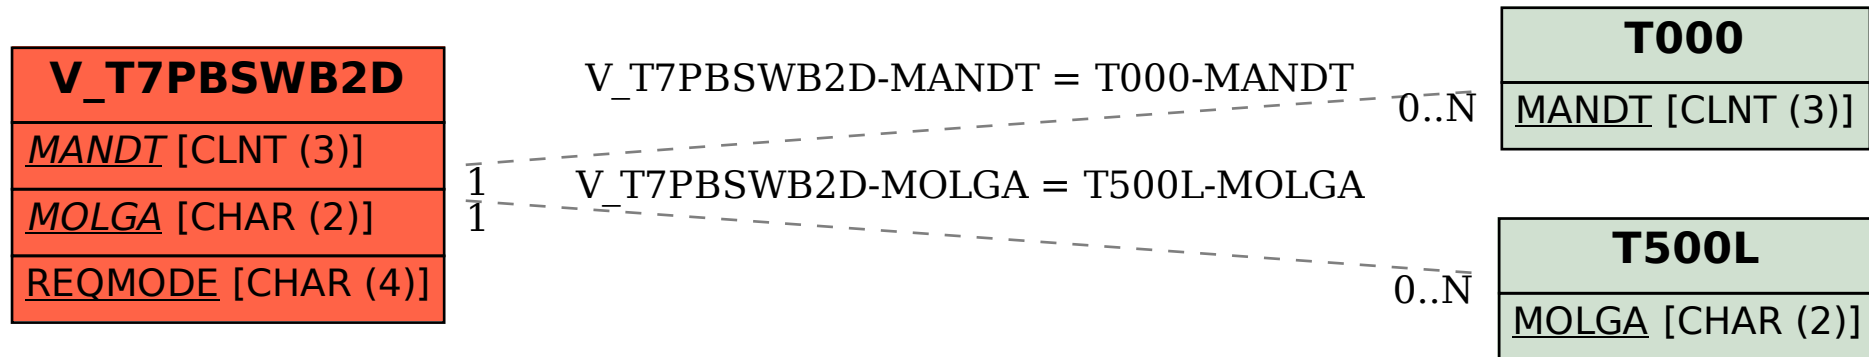 V_T7PBSWB2D
MANDT [CLNT (3)]
MOLGA [CHAR (2)]
REQMODE [CHAR (4)]
V_T7PBSWB2D-MANDT = T000-MANDT
0..N
1
V_T7PBSWB2D-MOLGA = T500L-MOLGA
1
0..N
T000
MANDT [CLNT (3)]
T500L
MOLGA [CHAR (2)]